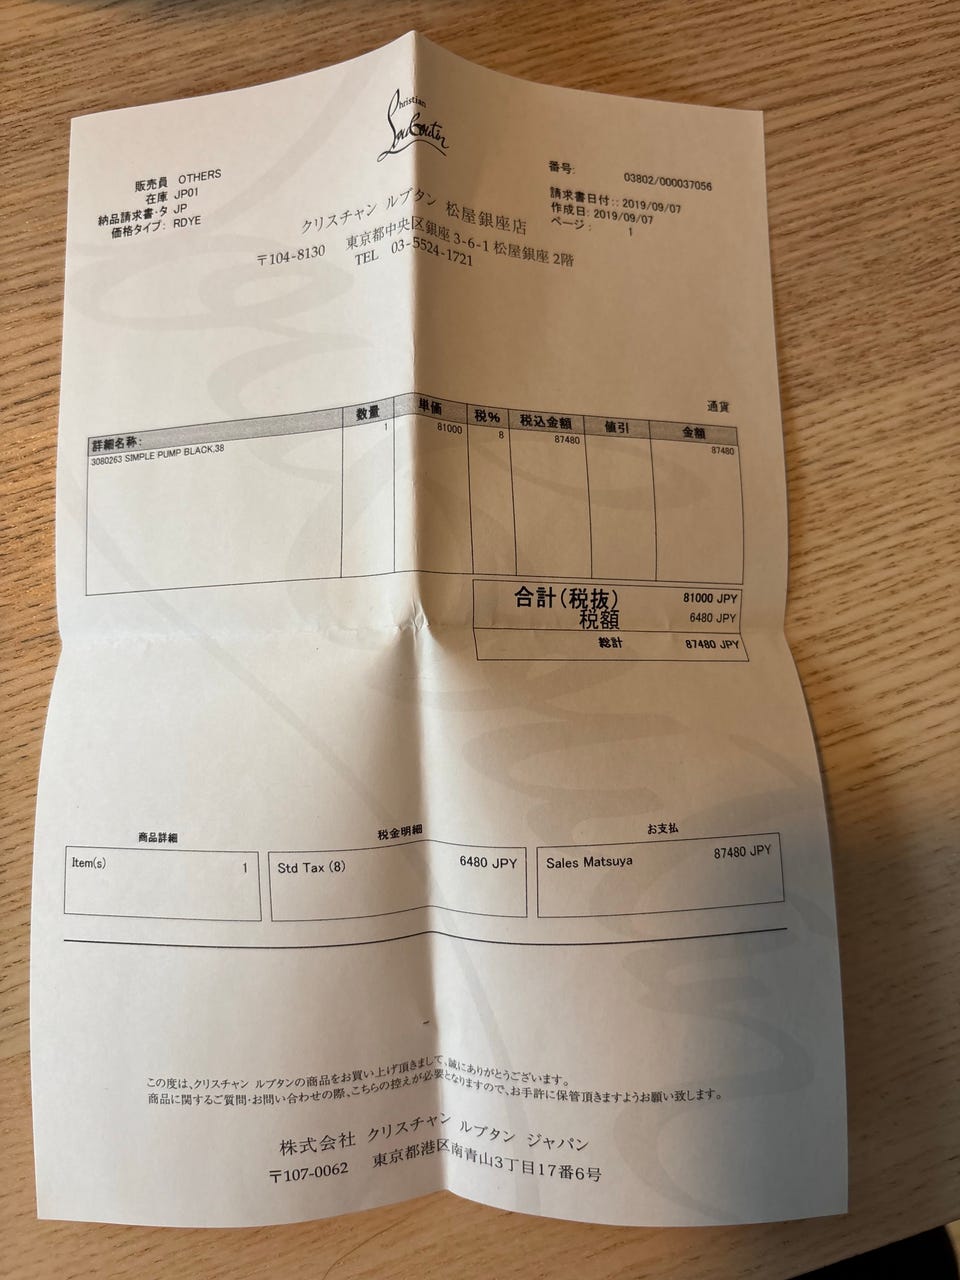 Christian
Louboutin
販売員 OTHERS
在庫 JP01
納品請求書・タ JP
価格タイプ: RDYE
番号: 03802/000037056
請求書日付:: 2019/09/07
作成日: 2019/09/07
ページ: 1
クリスチャン ルブタン 松屋銀座店
〒104-8130 東京都中央区銀座 3-6-1 松屋銀座 2階
TEL 03-5524-1721
通貨
詳細名称: 数量 単価 税% 税込金額 値引 金額
3080263 SIMPLE PUMP BLACK,38 1 81000 8 87480 87480
合計(税抜) 81000 JPY
税額 6480 JPY
総計 87480 JPY
商品詳細 税金明細 お支払
Item(s) 1 Std Tax (8) 6480 JPY Sales Matsuya 87480 JPY
この度は、クリスチャン ルブタンの商品をお買い上げ頂きまして、誠にありがとうございます。
商品に関するご質問・お問い合わせの際、こちらの控えが必要となりますので、お手許に保管頂きますようお願い致します。
株式会社 クリスチャン ルブタン ジャパン
〒107-0062 東京都港区南青山3丁目17番6号